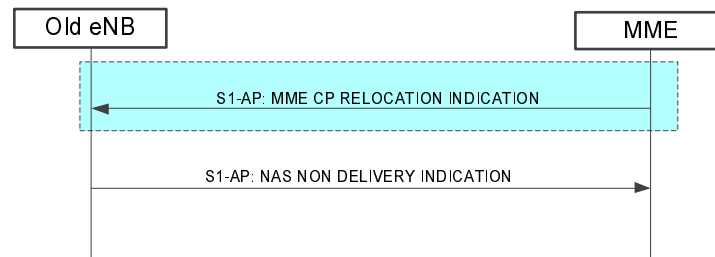 Old eNB
MME
S1-AP: MME CP RELOCATION INDICATION
S1-AP: NAS NON DELIVERY INDICATION